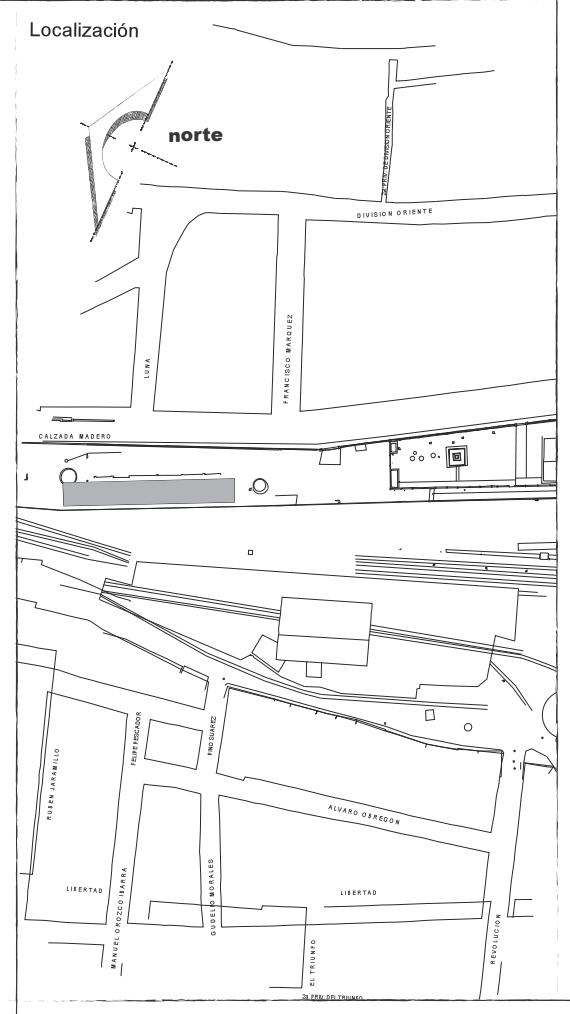 Localización
norte
2a PRIV. DE DIVISION ORIENTE
DIVISION ORIENTE
LUNA
FRANCISCO MARQUEZ
CALZADA MADERO
FELIPE PESCADOR
PINO SUAREZ
RUBEN JARAMILLO
ALVARO OBREGON
LIBERTAD
LIBERTAD
MANUEL OROZCO IBARRA
GUDELIO MORALES
EL TRIUNFO
REVOLUCION
2a. PRIV. DEL TRIUNFO